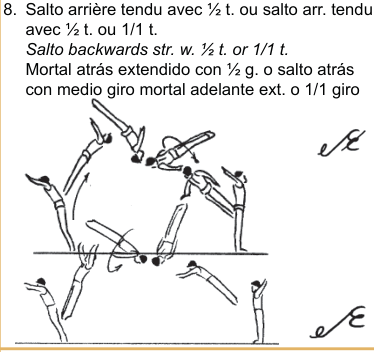 8. Salto arrière tendu avec ½ t. ou salto arr. tendu
avec ½ t. ou 1/1 t.
Salto backwards str. w. ½ t. or 1/1 t.
Mortal atrás extendido con ½ g. o salto atrás
con medio giro mortal adelante ext. o 1/1 giro